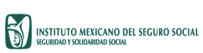 INSTITUTO MEXICANO DEL SEGURO SOCIAL
SEGURIDAD Y SOLIDARIDAD SOCIAL